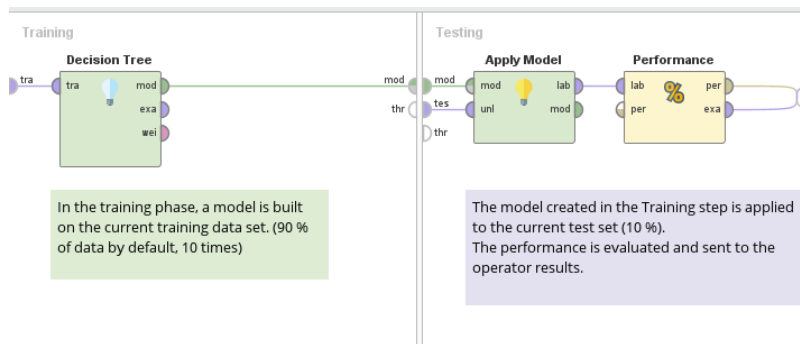 Training
Testing
Decision Tree
tra
tra
mod
exa
wei
mod
thr
mod
tes
thr
Apply Model
mod
unl
lab
mod
Performance
lab
per
per
exa
%
In the training phase, a model is built
on the current training data set. (90 %
of data by default, 10 times)
The model created in the Training step is applied
to the current test set (10 %).
The performance is evaluated and sent to the
operator results.